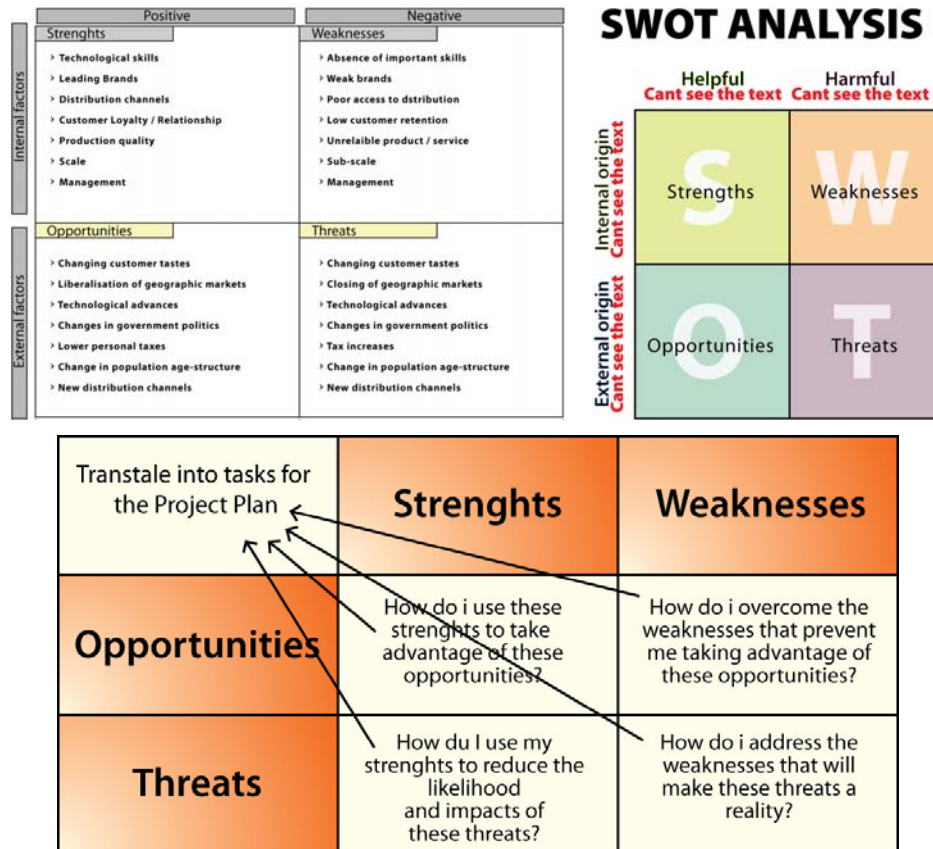 Positive
Negative
Internal factors
Strenghts
› Technological skills
› Leading Brands
› Distribution channels
› Customer Loyalty / Relationship
› Production quality
› Scale
› Management
Weaknesses
› Absence of important skills
› Weak brands
› Poor access to dstribution
› Low customer retention
› Unrelaible product / service
› Sub-scale
› Management
External factors
Opportunities
› Changing customer tastes
› Liberalisation of geographic markets
› Technological advances
› Changes in government politics
› Lower personal taxes
› Change in population age-structure
› New distribution channels
Threats
› Changing customer tastes
› Closing of geographic markets
› Technological advances
› Changes in government politics
› Tax increases
› Change in population age-structure
› New distribution channels
SWOT ANALYSIS
Helpful
Cant see the text
Harmful
Cant see the text
Internal origin
Cant see the text
S
Strengths
W
Weaknesses
External origin
Cant see the text
O
Opportunities
T
Threats
Transtale into tasks for
the Project Plan
Strenghts
Weaknesses
Opportunities
How do i use these
strenghts to take
advantage of these
opportunities?
How do i overcome the
weaknesses that prevent
me taking advantage of
these opportunities?
Threats
How du I use my
strenghts to reduce the
likelihood
and impacts of
these threats?
How do i address the
weaknesses that will
make these threats a
reality?